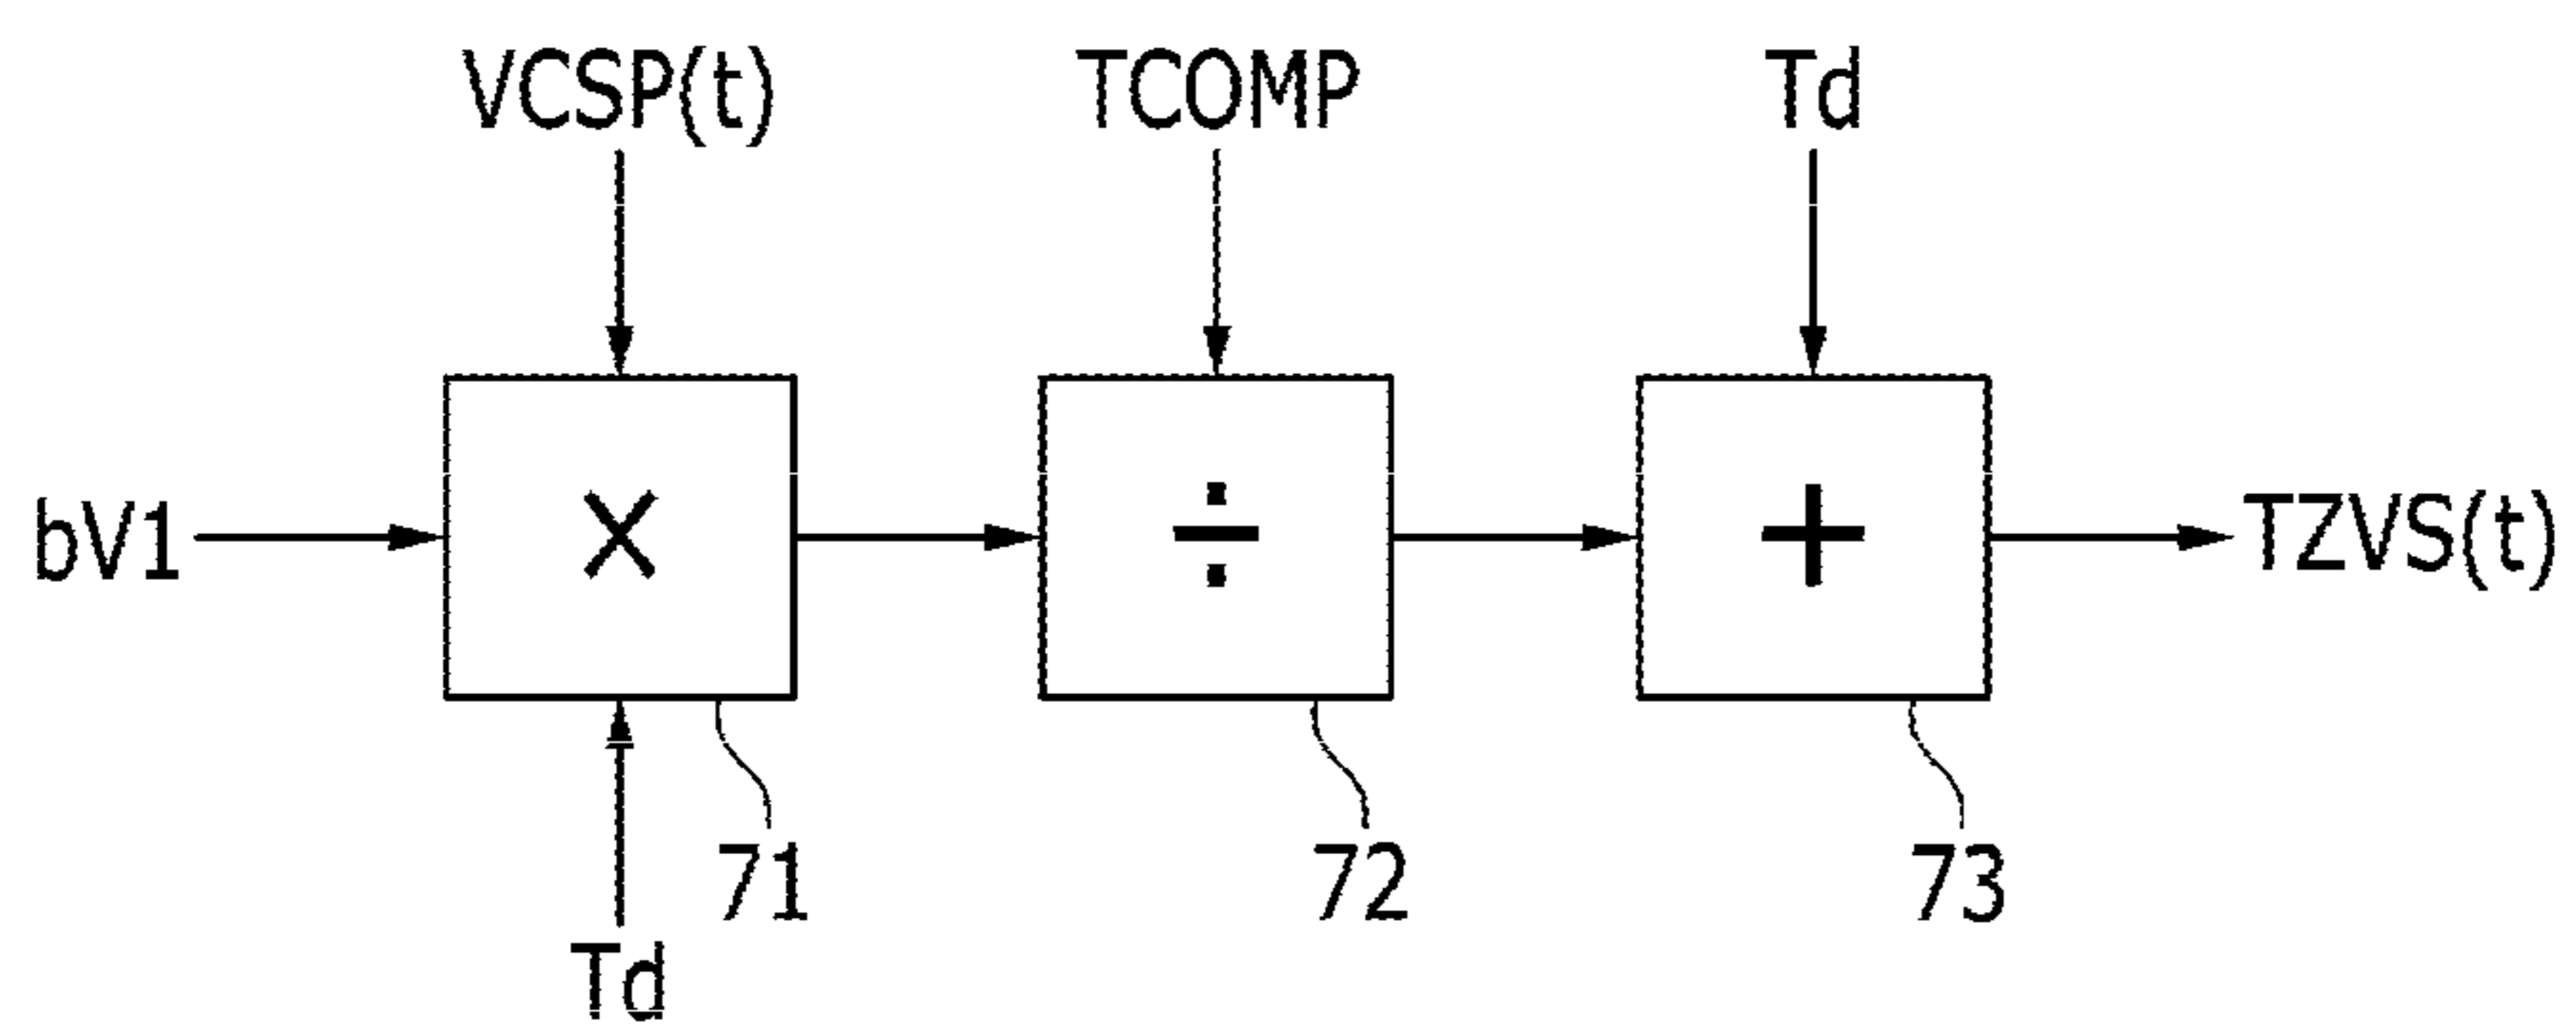 VCSP(t) TCOMP Td
bV1 × ÷ + TZVS(t)
71 72 73
Td